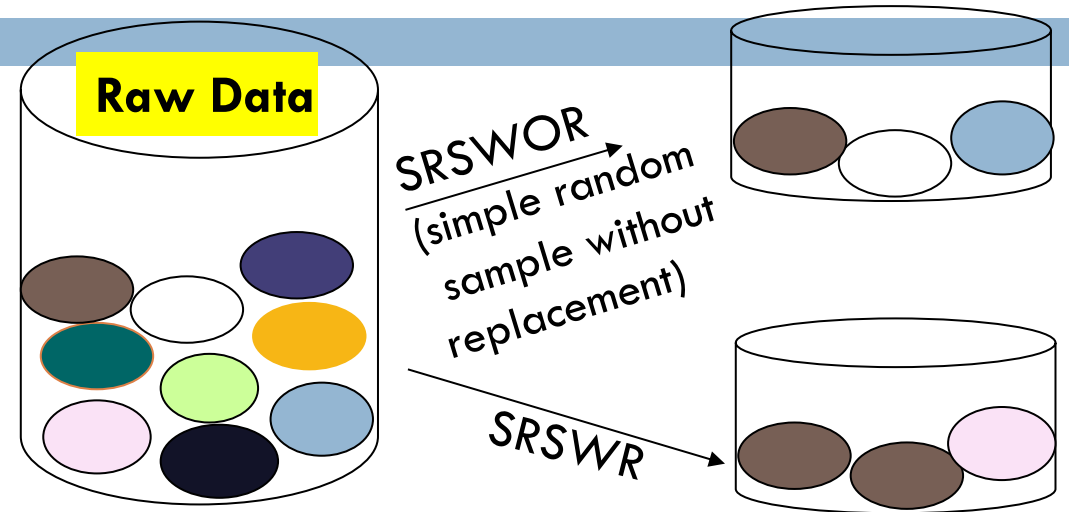 Raw Data
SRSWOR
(simple random
sample without
replacement)
SRSWR